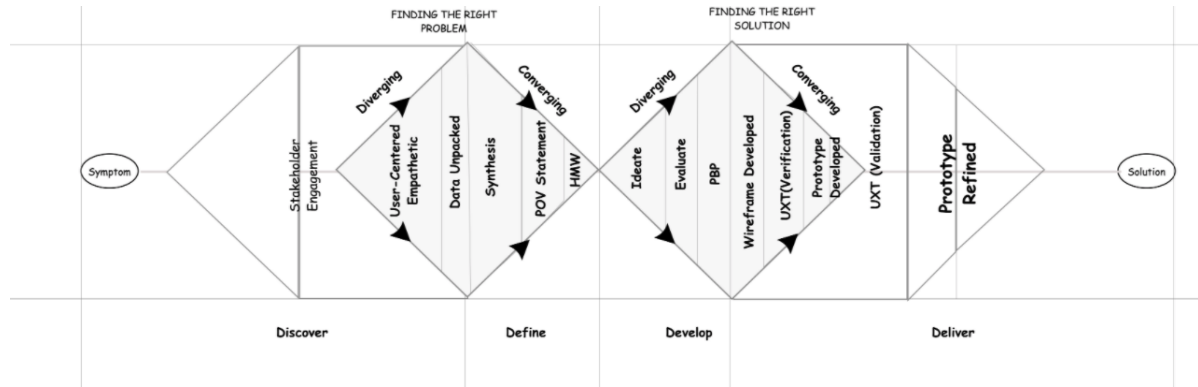 FINDING THE RIGHT
PROBLEM
FINDING THE RIGHT
SOLUTION
Symptom
Stakeholder
Engagement
Diverging
User-Centered
Empathetic
Data Unpacked
Synthesis
Converging
POV Statement
HMW
Diverging
Ideate
Evaluate
PBP
Wireframe Developed
Converging
UXT(Verification)
Prototype
Developed
UXT (Validation)
Prototype
Refined
Solution
Discover
Define
Develop
Deliver